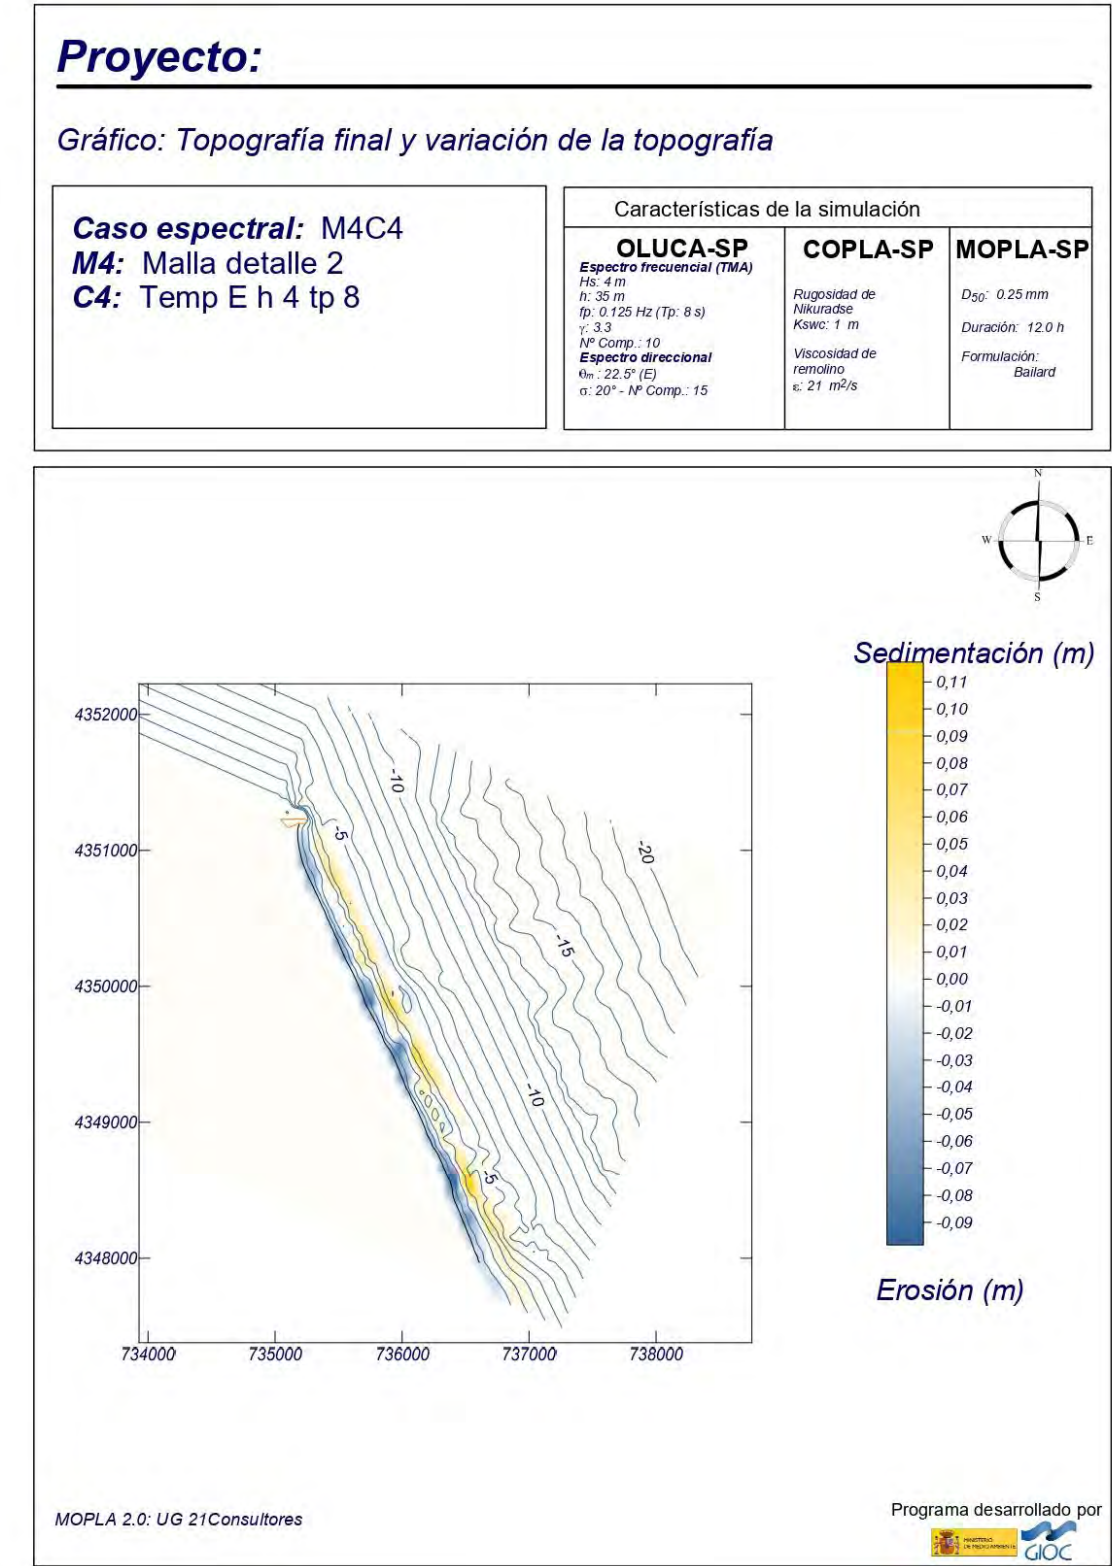 Proyecto:
Gráfico: Topografía final y variación de la topografía
Caso espectral: M4C4
M4: Malla detalle 2
C4: Temp E h 4 tp 8
Características de la simulación
OLUCA-SP
Espectro frecuencial (TMA)
Hs: 4 m
h: 35 m
fp: 0.125 Hz (Tp: 8 s)
γ: 3.3
Nº Comp.: 10
Espectro direccional
θm : 22.5° (E)
σ: 20° - Nº Comp.: 15
COPLA-SP
Rugosidad de
Nikuradse
Kswc: 1 m
Viscosidad de
remolino
ε: 21 m2/s
MOPLA-SP
D50: 0.25 mm
Duración: 12.0 h
Formulación:
Bailard
N
W
E
S
Sedimentación (m)
0,11
0,10
0,09
0,08
0,07
0,06
0,05
0,04
0,03
0,02
0,01
0,00
-0,01
-0,02
-0,03
-0,04
-0,05
-0,06
-0,07
-0,08
-0,09
Erosión (m)
4352000
4351000
4350000
4349000
4348000
734000
735000
736000
737000
738000
-10
-5
-20
-15
-10
-5
MOPLA 2.0: UG 21Consultores
Programa desarrollado por
MINISTERIO
DE MEDIO AMBIENTE
GIOC